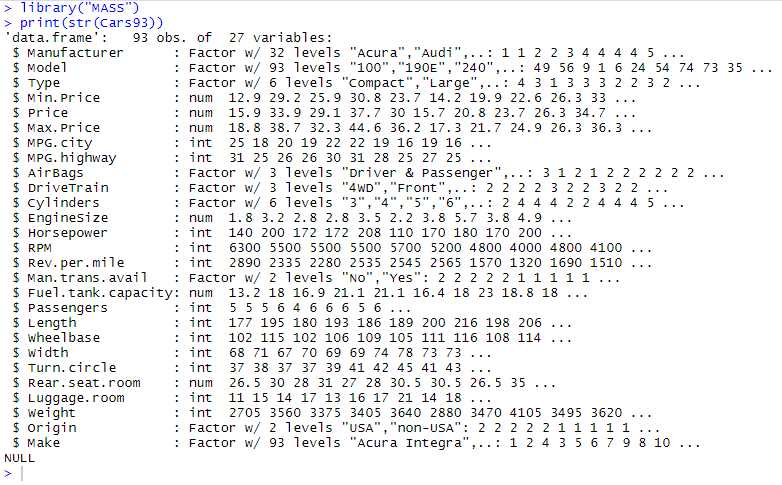 > library("MASS")
> print(str(Cars93))
'data.frame':   93 obs. of  27 variables:
 $ Manufacturer      : Factor w/ 32 levels "Acura","Audi",..: 1 1 2 2 3 4 4 4 4 5 ...
 $ Model             : Factor w/ 93 levels "100","190E","240",..: 49 56 9 1 6 24 54 74 73 35 ...
 $ Type              : Factor w/ 6 levels "Compact","Large",..: 4 3 1 3 3 3 2 2 3 2 ...
 $ Min.Price         : num  12.9 29.2 25.9 30.8 23.7 14.2 19.9 22.6 26.3 33 ...
 $ Price             : num  15.9 33.9 29.1 37.7 30 15.7 20.8 23.7 26.3 34.7 ...
 $ Max.Price         : num  18.8 38.7 32.3 44.6 36.2 17.3 21.7 24.9 26.3 36.3 ...
 $ MPG.city          : int  25 18 20 19 22 22 19 16 19 16 ...
 $ MPG.highway       : int  31 25 26 26 30 31 28 25 27 25 ...
 $ AirBags           : Factor w/ 3 levels "Driver & Passenger",..: 3 1 2 1 2 2 2 2 2 2 ...
 $ DriveTrain        : Factor w/ 3 levels "4WD","Front",..: 2 2 2 2 3 2 2 3 2 2 ...
 $ Cylinders         : Factor w/ 6 levels "3","4","5","6",..: 2 4 4 4 2 2 4 4 4 5 ...
 $ EngineSize        : num  1.8 3.2 2.8 2.8 3.5 2.2 3.8 5.7 3.8 4.9 ...
 $ Horsepower        : int  140 200 172 172 208 110 170 180 170 200 ...
 $ RPM               : int  6300 5500 5500 5500 5700 5200 4800 4000 4800 4100 ...
 $ Rev.per.mile      : int  2890 2335 2280 2535 2545 2565 1570 1320 1690 1510 ...
 $ Man.trans.avail   : Factor w/ 2 levels "No","Yes": 2 2 2 2 2 1 1 1 1 1 ...
 $ Fuel.tank.capacity: num  13.2 18 16.9 21.1 21.1 16.4 18 23 18.8 18 ...
 $ Passengers        : int  5 5 5 6 4 6 6 6 5 6 ...
 $ Length            : int  177 195 180 193 186 189 200 216 198 206 ...
 $ Wheelbase         : int  102 115 102 106 109 105 111 116 108 114 ...
 $ Width             : int  68 71 67 70 69 69 74 78 73 73 ...
 $ Turn.circle       : int  37 38 37 37 39 41 42 45 41 43 ...
 $ Rear.seat.room    : num  26.5 30 28 31 27 28 30.5 30.5 26.5 35 ...
 $ Luggage.room      : int  11 15 14 17 13 16 17 21 14 18 ...
 $ Weight            : int  2705 3560 3375 3405 3640 2880 3470 4105 3495 3620 ...
 $ Origin            : Factor w/ 2 levels "USA","non-USA": 2 2 2 2 2 1 1 1 1 1 ...
 $ Make              : Factor w/ 93 levels "Acura Integra",..: 1 2 4 3 5 6 7 9 8 10 ...
NULL
>